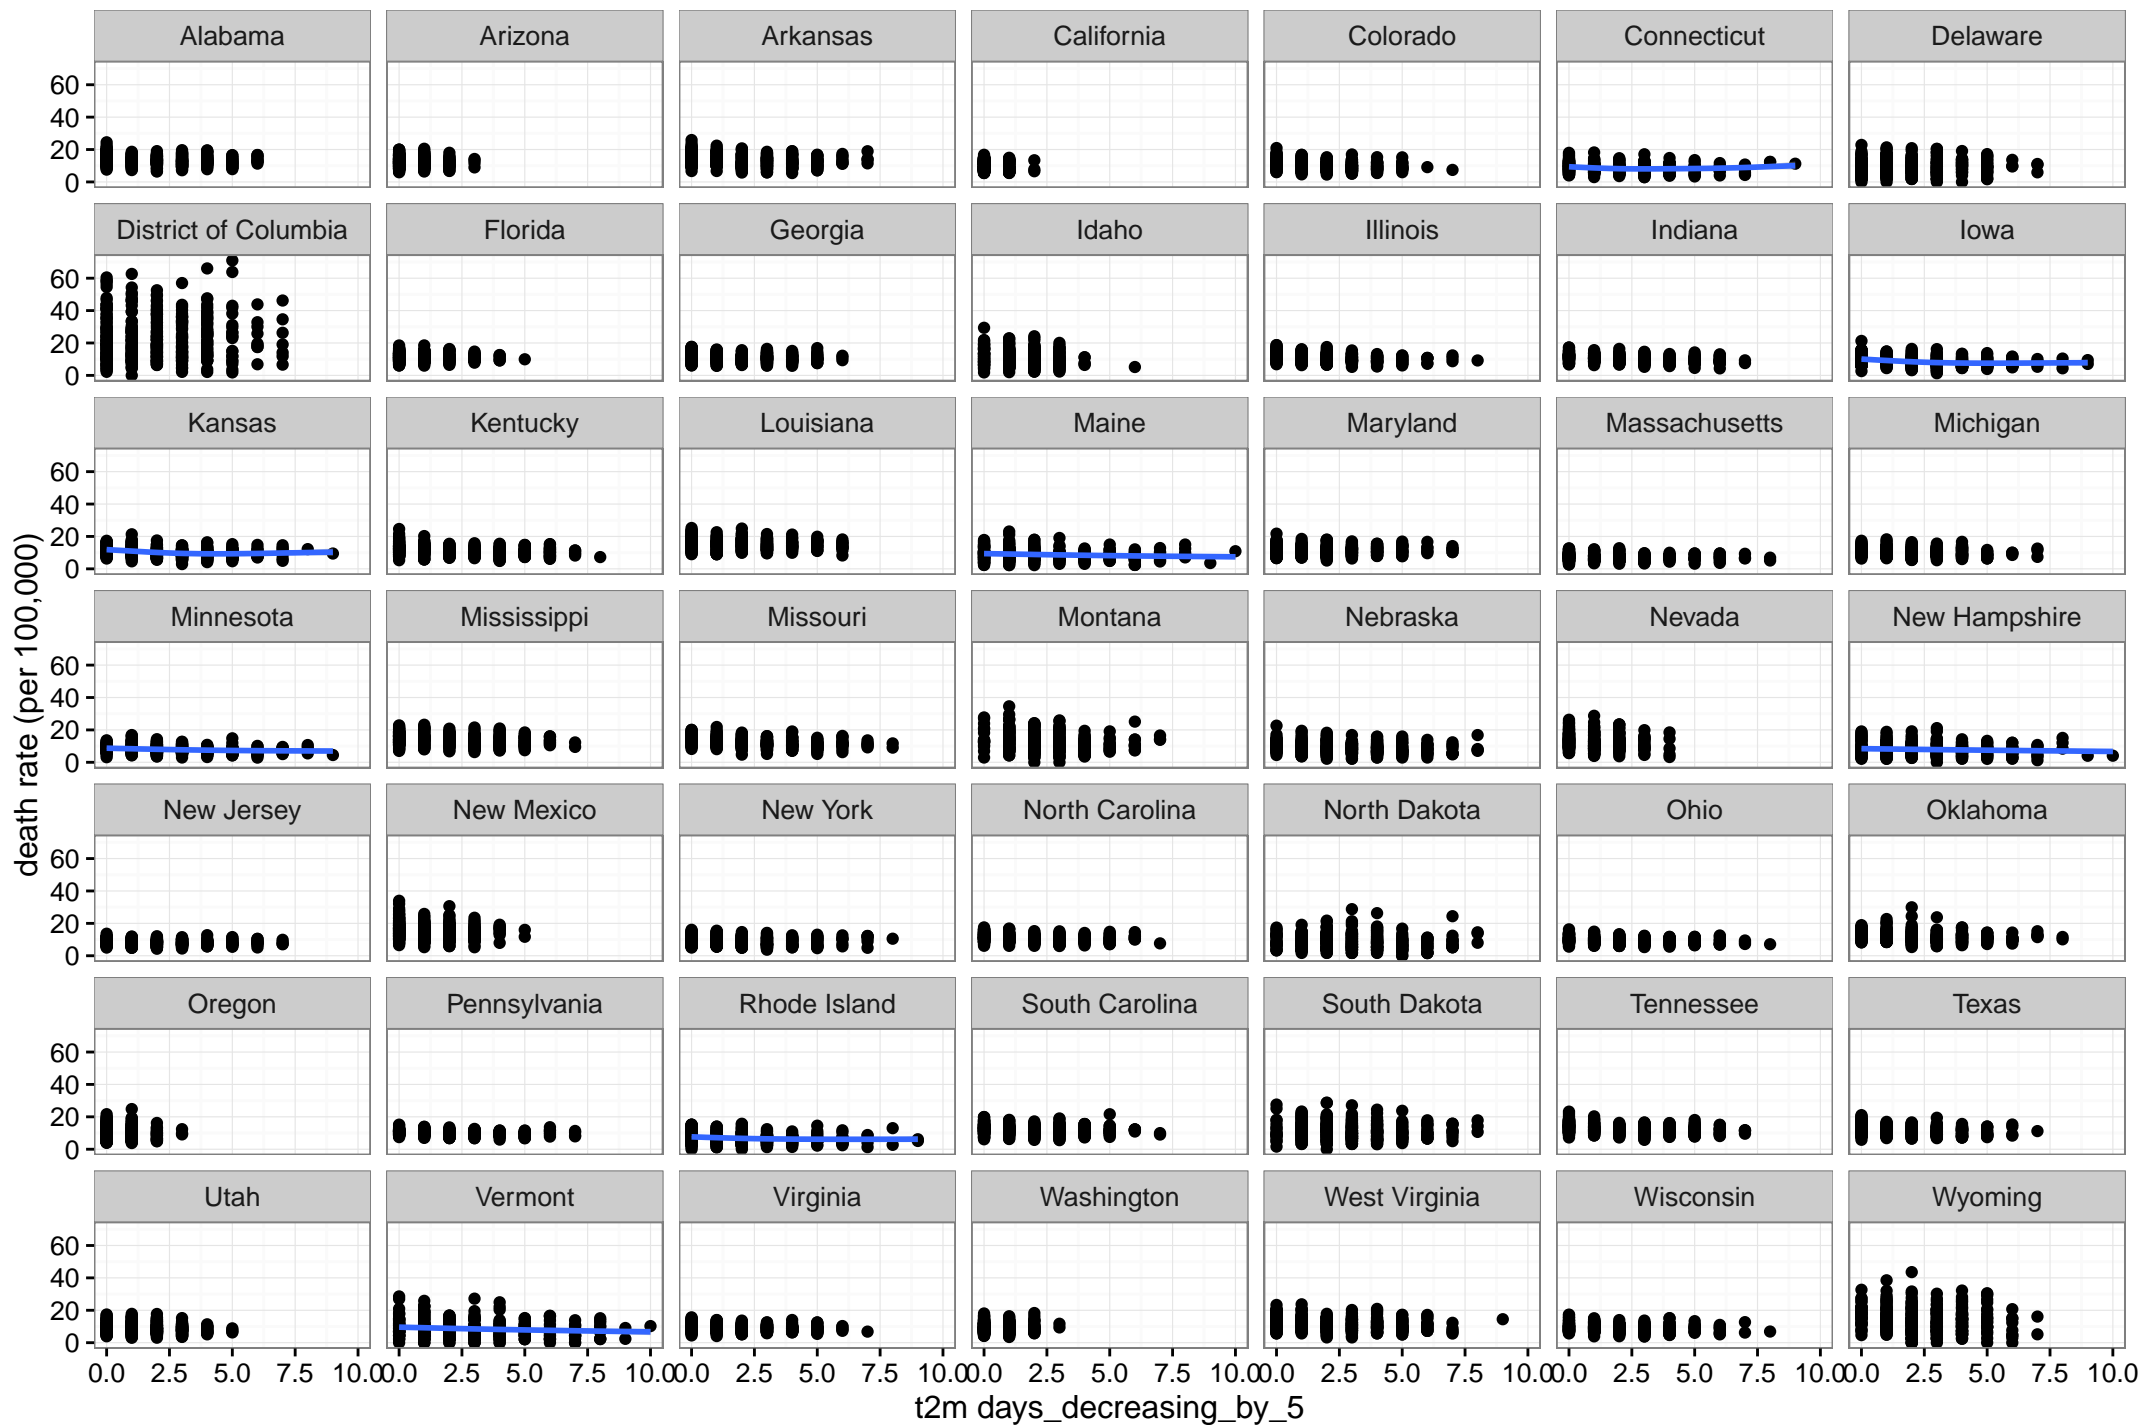 Alabama Arizona Arkansas California Colorado Connecticut Delaware
60
40
20
0
District of Columbia Florida Georgia Idaho Illinois Indiana Iowa
60
40
20
0
Kansas Kentucky Louisiana Maine Maryland Massachusetts Michigan
60
40
20
0
Minnesota Mississippi Missouri Montana Nebraska Nevada New Hampshire
60
40
20
0
New Jersey New Mexico New York North Carolina North Dakota Ohio Oklahoma
60
40
20
0
Oregon Pennsylvania Rhode Island South Carolina South Dakota Tennessee Texas
60
40
20
0
Utah Vermont Virginia Washington West Virginia Wisconsin Wyoming
60
40
20
0
0.0 2.5 5.0 7.5 10.0 0.0 2.5 5.0 7.5 10.0 0.0 2.5 5.0 7.5 10.0 0.0 2.5 5.0 7.5 10.0 0.0 2.5 5.0 7.5 10.0 0.0 2.5 5.0 7.5 10.0 0.0 2.5 5.0 7.5 10.0
t2m days_decreasing_by_5
death rate (per 100,000)